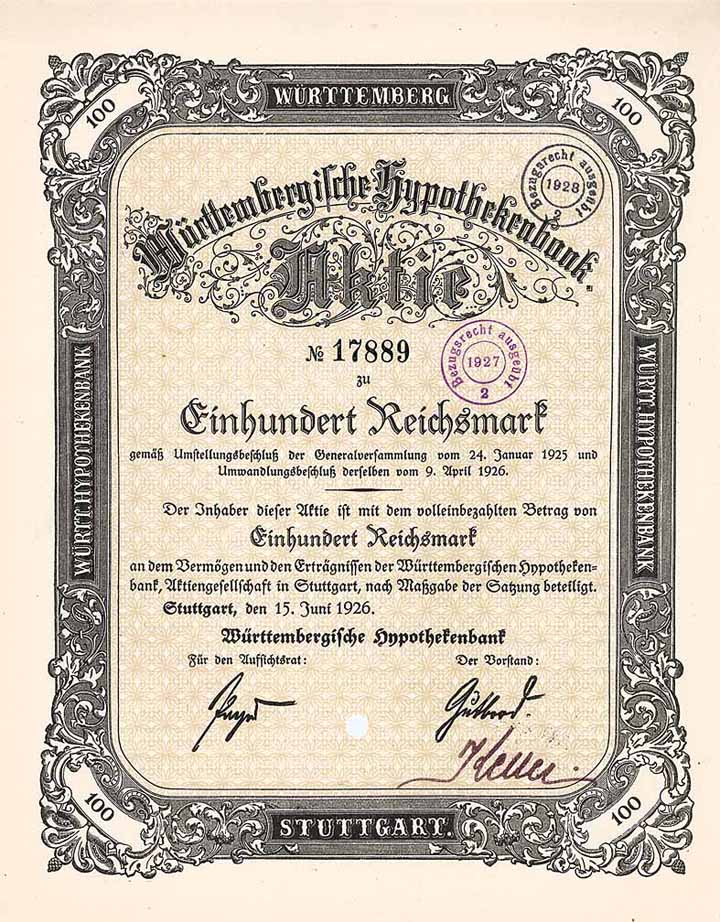 100
WÜRTTEMBERG
100
Württembergische Hypothekenbank
Bezugsrecht ausgeübt
1928
2
Aktie
№ 17889
Bezugsrecht ausgeübt
1927
2
zu
Einhundert Reichsmark
gemäß Umstellungsbeschluß der Generalversammlung vom 24. Januar 1925 und
Umwandlungsbeschluß derselben vom 9. April 1926.
Der Inhaber dieser Aktie ist mit dem volleinbezahlten Betrag von
Einhundert Reichsmark
an dem Vermögen und den Erträgnissen der Württembergischen Hypotheken-
bank, Aktiengesellschaft in Stuttgart, nach Maßgabe der Satzung beteiligt.
Stuttgart, den 15. Juni 1926.
Württembergische Hypothekenbank
Für den Aufsichtsrat:
Der Vorstand:
Keller
WÜRTT. HYPOTHEKENBANK
WÜRTT. HYPOTHEKENBANK
100
STUTTGART.
100